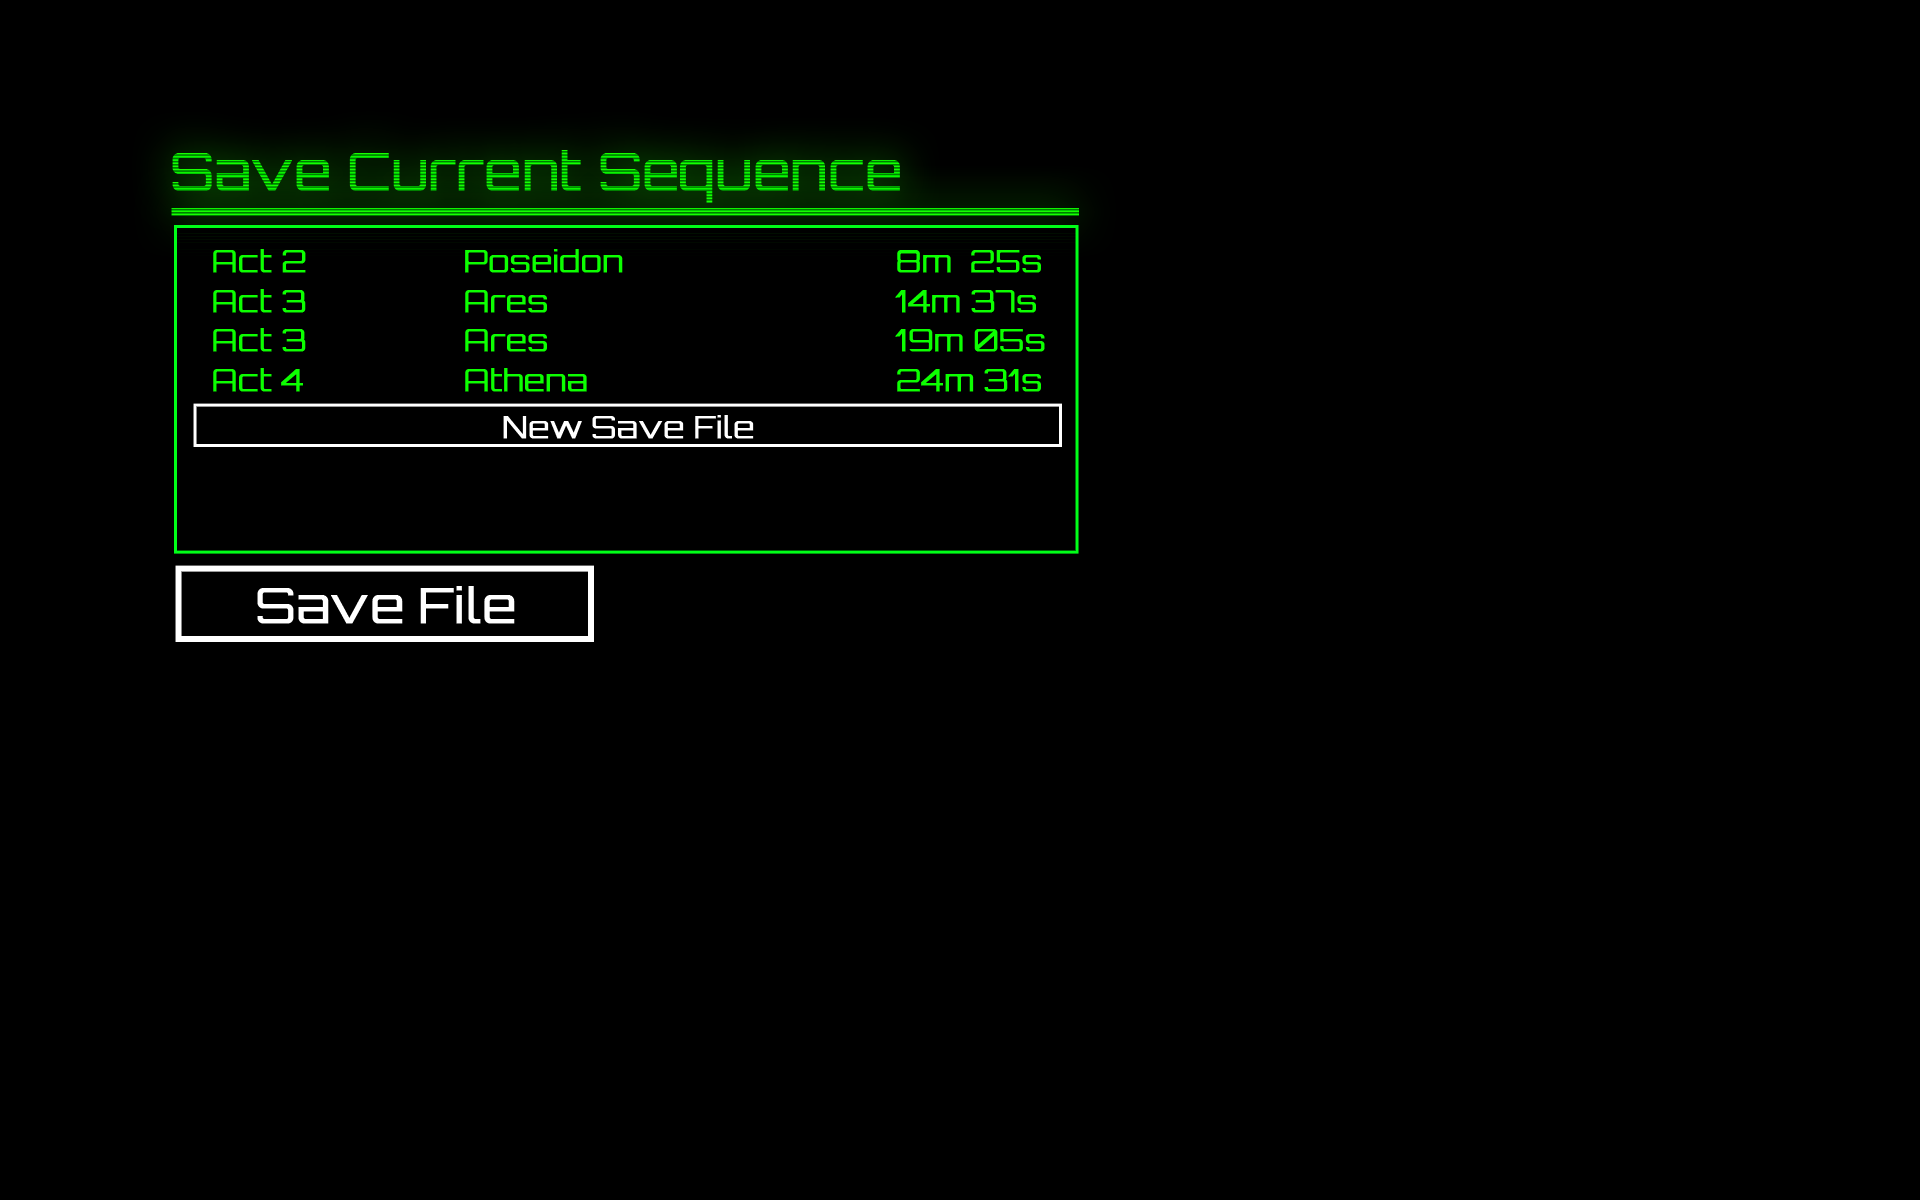 Save Current Sequence
Act 2 Poseidon 8m 25s
Act 3 Ares 14m 37s
Act 3 Ares 19m 05s
Act 4 Athena 24m 31s
New Save File
Save File